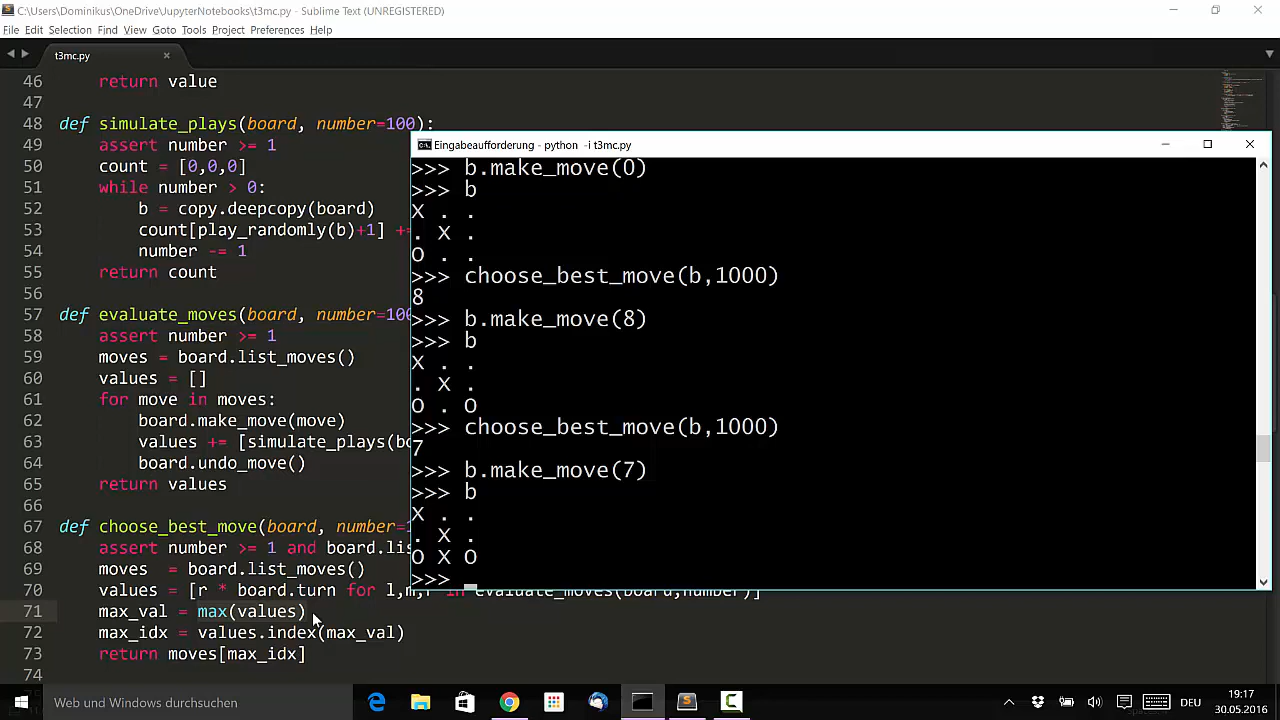 C:\Users\Dominikus\OneDrive\JupyterNotebooks\t3mc.py - Sublime Text (UNREGISTERED)
File Edit Selection Find View Goto Tools Project Preferences Help
t3mc.py
46 return value
47
48 def simulate_plays(board, number=100):
49 assert number >= 1
50 count = [0,0,0]
51 while number > 0:
52 b = copy.deepcopy(board)
53 count[play_randomly(b)+1] +=
54 number -= 1
55 return count
56
57 def evaluate_moves(board, number=100
58 assert number >= 1
59 moves = board.list_moves()
60 values = []
61 for move in moves:
62 board.make_move(move)
63 values += [simulate_plays(bo
64 board.undo_move()
65 return values
66
67 def choose_best_move(board, number=1
68 assert number >= 1 and board.lis
69 moves = board.list_moves()
70 values = [r * board.turn for l,m,r in evaluate_moves(board,number)]
71 max_val = max(values)
72 max_idx = values.index(max_val)
73 return moves[max_idx]
74
Eingabeaufforderung - python -i t3mc.py
>>> b.make_move(0)
>>> b
X . .
. X .
O . .
>>> choose_best_move(b,1000)
8
>>> b.make_move(8)
>>> b
X . .
. X .
O . O
>>> choose_best_move(b,1000)
7
>>> b.make_move(7)
>>> b
X . .
. X .
O X O
>>>
Web und Windows durchsuchen
DEU
19:17
30.05.2016